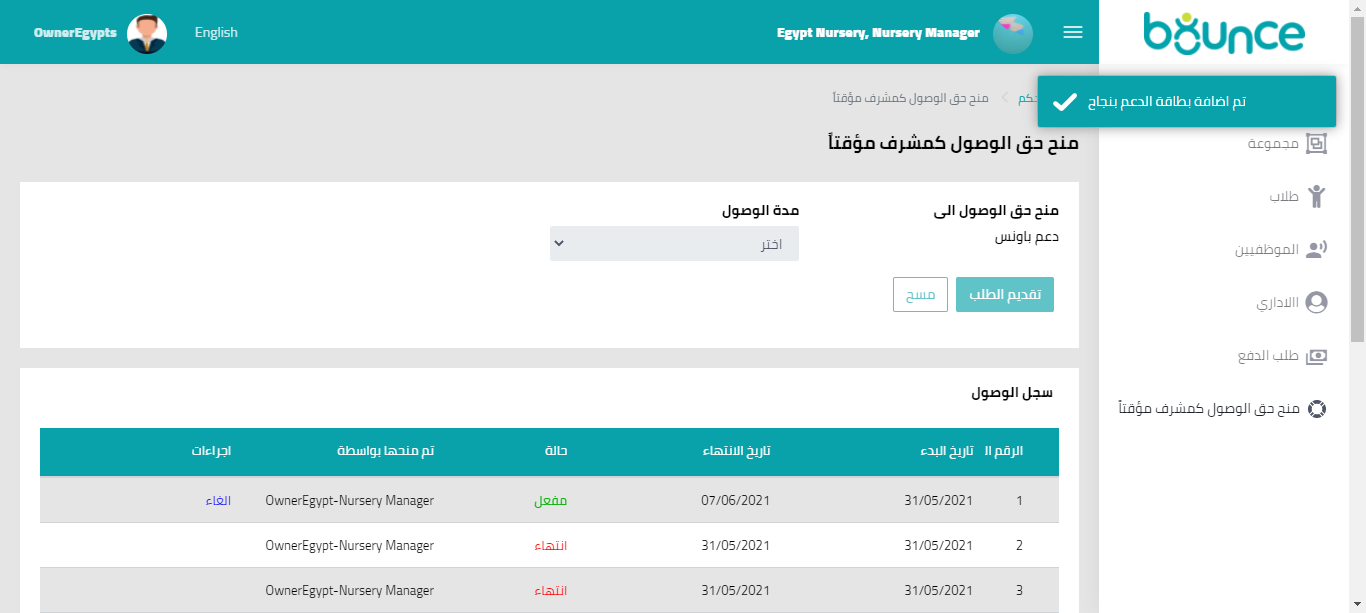 bounce
Egypt Nursery, Nursery Manager
English
OwnerEgypts
تم اضافة بطاقة الدعم بنجاح
مجموعة
طلاب
الموظفيين
االاداري
طلب الدفع
منح حق الوصول كمشرف مؤقتاً
منح حق الوصول كمشرف مؤقتاً
منح حق الوصول كمشرف مؤقتاً
منح حق الوصول الى مدة الوصول
دعم باونس
اختر
تقديم الطلب مسح
سجل الوصول
الرقم ال تاريخ البدء تاريخ الانتهاء حالة تم منحها بواسطة اجراءات
1 31/05/2021 07/06/2021 مفعل OwnerEgypt-Nursery Manager الغاء
2 31/05/2021 31/05/2021 انتهاء OwnerEgypt-Nursery Manager
3 31/05/2021 31/05/2021 انتهاء OwnerEgypt-Nursery Manager